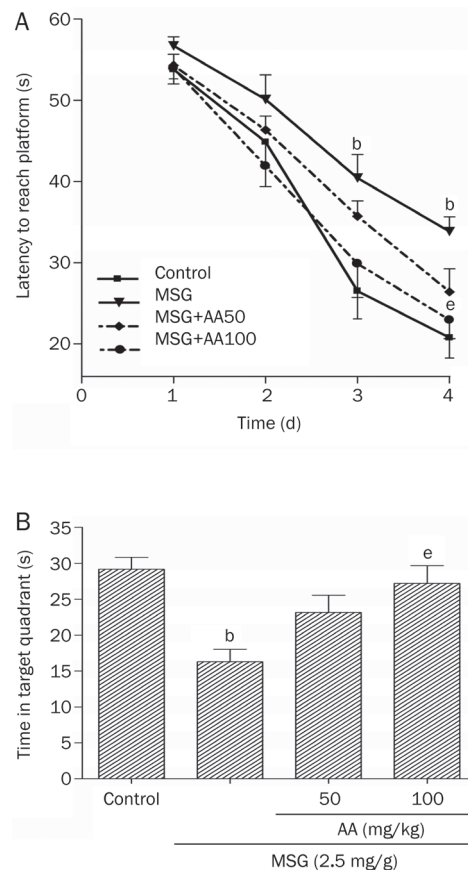 A
Latency to reach platform (s)
60
50
40
30
20
b
b
e
Control
MSG
MSG+AA50
MSG+AA100
0
1
2
3
4
Time (d)
B
Time in target quadrant (s)
35
30
25
20
15
10
5
0
b
e
Control
50
100
AA (mg/kg)
MSG (2.5 mg/g)